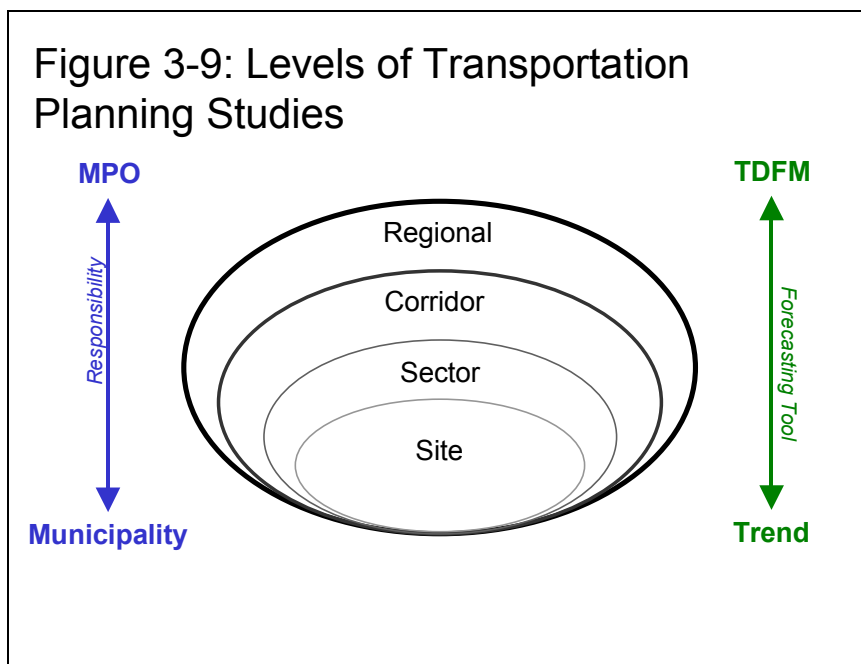 Figure 3-9: Levels of Transportation
Planning Studies
MPO
TDFM
Regional
Corridor
Sector
Site
Responsibility
Forecasting Tool
Municipality
Trend